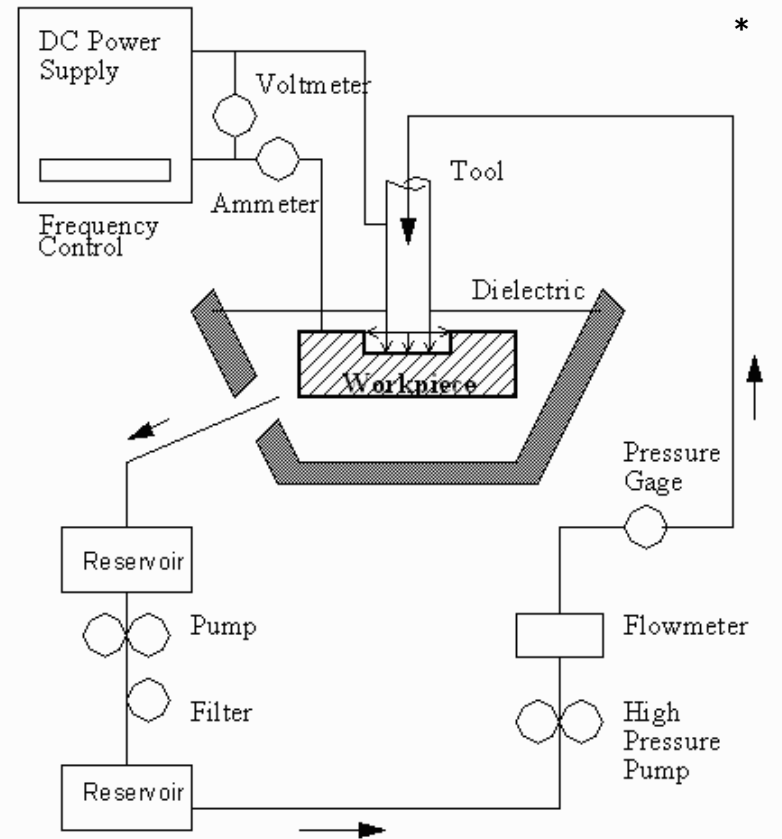 *
DC Power
Supply
Voltmeter
Ammeter
Tool
Frequency
Control
Dielectric
Workpiece
Pressure
Gage
Reservoir
Pump
Flowmeter
Filter
High
Pressure
Pump
Reservoir